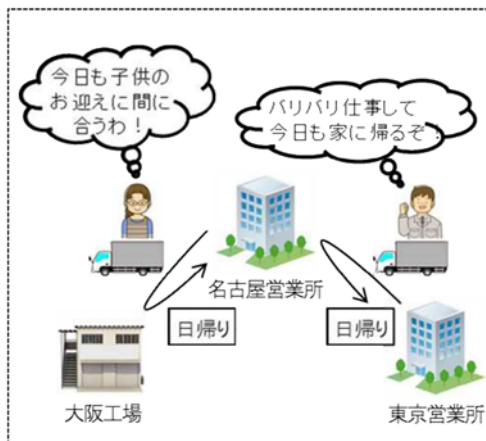 今日も子供の
お迎えに間に
合うわ！
バリバリ仕事して
今日も家に帰るぞ！
名古屋営業所
日帰り
日帰り
大阪工場
東京営業所